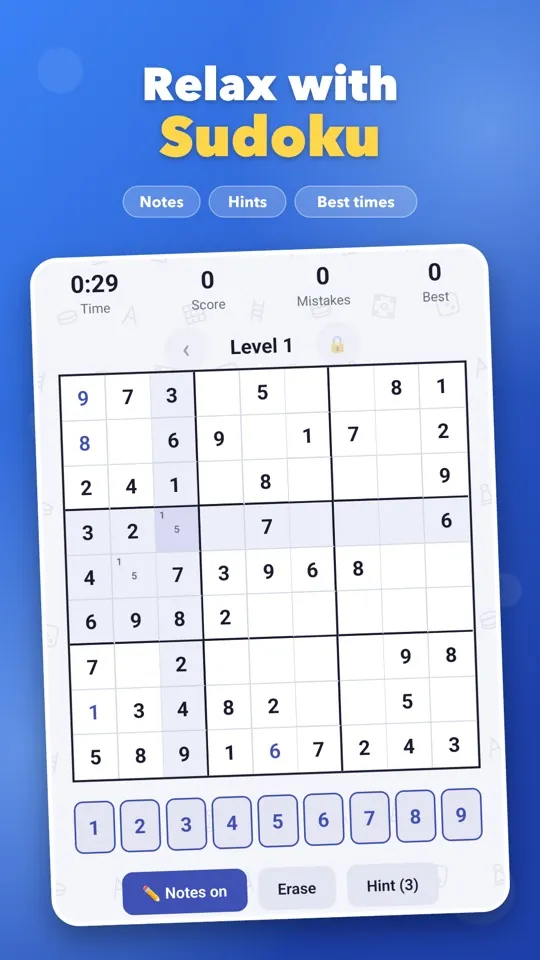 Relax with
Sudoku
Notes Hints Best times
0:29 0 0 0
Time Score Mistakes Best
‹ Level 1 🔒
9 7 3 5 8 1
8 6 9 1 7 2
2 4 1 8 9
3 2 1 5 7 6
4 1 5 7 3 9 6 8
6 9 8 2
7 2 9 8
1 3 4 8 2 5
5 8 9 1 6 7 2 4 3
1 2 3 4 5 6 7 8 9
✏️ Notes on Erase Hint (3)